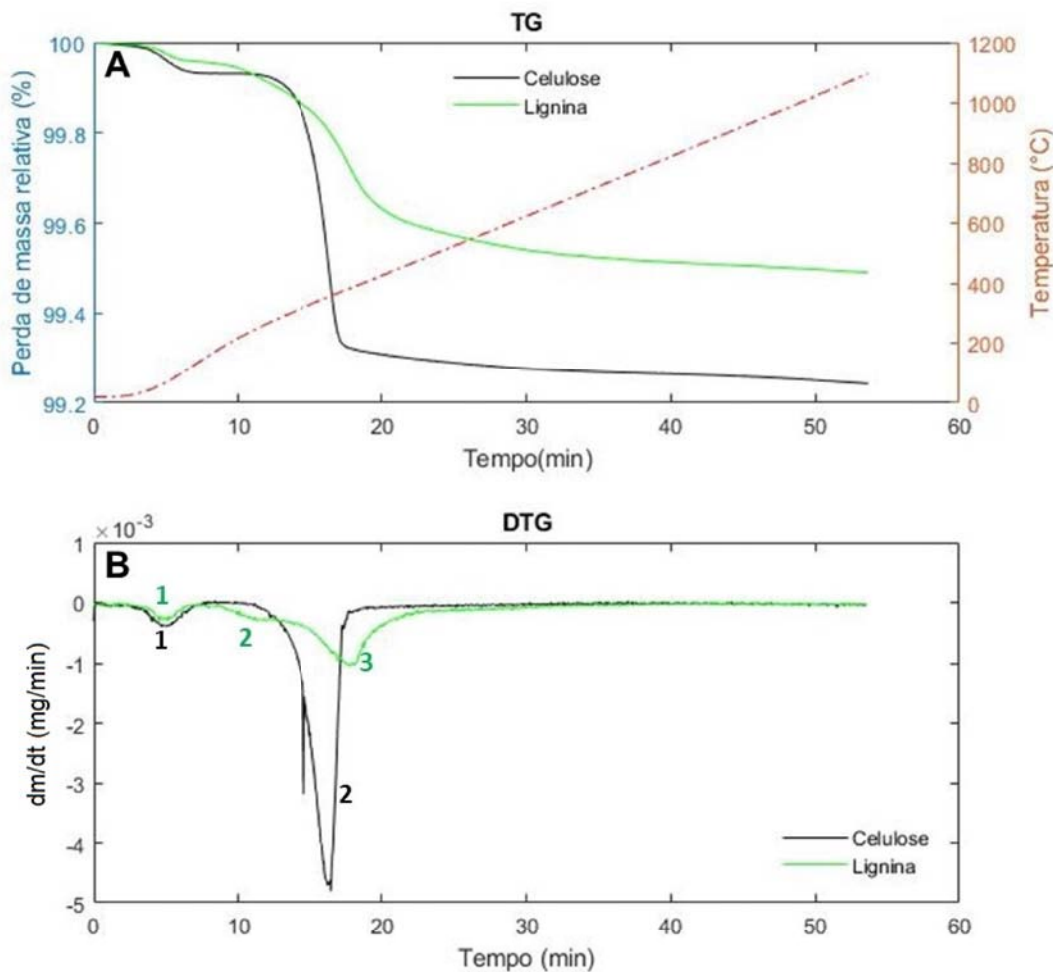 TG
A
Celulose
Lignina
Perda de massa relativa (%)
100
99.8
99.6
99.4
99.2
1200
1000
800
600
400
200
0
Temperatura (°C)
0 10 20 30 40 50 60
Tempo(min)
DTG
× 10⁻³
B
1
0
-1
-2
-3
-4
-5
dm/dt (mg/min)
1
1
2
3
2
Celulose
Lignina
0 10 20 30 40 50 60
Tempo (min)